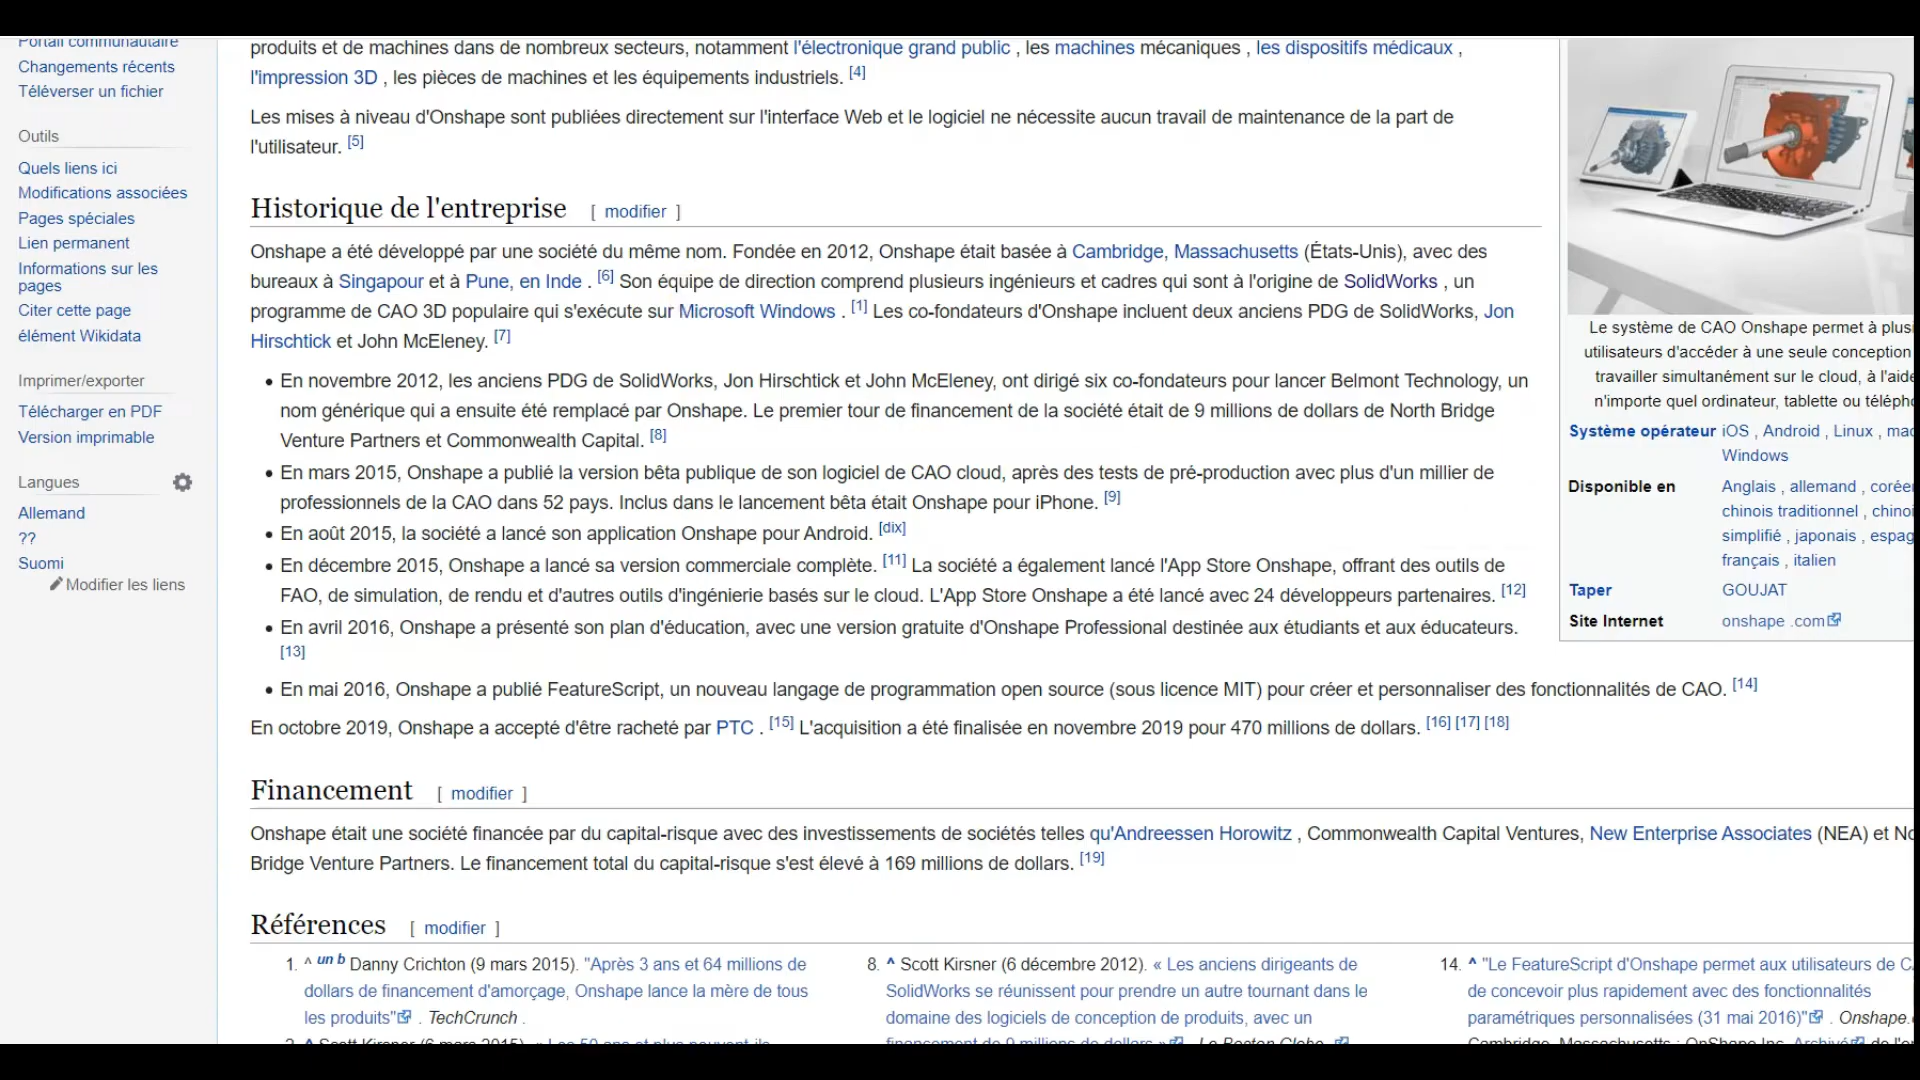 Portail communautaire
Changements récents
Téléverser un fichier
Outils
Quels liens ici
Modifications associées
Pages spéciales
Lien permanent
Informations sur les
pages
Citer cette page
élément Wikidata
Imprimer/exporter
Télécharger en PDF
Version imprimable
Langues
Allemand
??
Suomi
Modifier les liens
produits et de machines dans de nombreux secteurs, notamment l'électronique grand public , les machines mécaniques , les dispositifs médicaux ,
l'impression 3D , les pièces de machines et les équipements industriels. [4]
Les mises à niveau d'Onshape sont publiées directement sur l'interface Web et le logiciel ne nécessite aucun travail de maintenance de la part de
l'utilisateur. [5]
Historique de l'entreprise [ modifier ]
Onshape a été développé par une société du même nom. Fondée en 2012, Onshape était basée à Cambridge, Massachusetts (États-Unis), avec des
bureaux à Singapour et à Pune, en Inde . [6] Son équipe de direction comprend plusieurs ingénieurs et cadres qui sont à l'origine de SolidWorks , un
programme de CAO 3D populaire qui s'exécute sur Microsoft Windows . [1] Les co-fondateurs d'Onshape incluent deux anciens PDG de SolidWorks, Jon
Hirschtick et John McEleney. [7]
• En novembre 2012, les anciens PDG de SolidWorks, Jon Hirschtick et John McEleney, ont dirigé six co-fondateurs pour lancer Belmont Technology, un
nom générique qui a ensuite été remplacé par Onshape. Le premier tour de financement de la société était de 9 millions de dollars de North Bridge
Venture Partners et Commonwealth Capital. [8]
• En mars 2015, Onshape a publié la version bêta publique de son logiciel de CAO cloud, après des tests de pré-production avec plus d'un millier de
professionnels de la CAO dans 52 pays. Inclus dans le lancement bêta était Onshape pour iPhone. [9]
• En août 2015, la société a lancé son application Onshape pour Android. [dix]
• En décembre 2015, Onshape a lancé sa version commerciale complète. [11] La société a également lancé l'App Store Onshape, offrant des outils de
FAO, de simulation, de rendu et d'autres outils d'ingénierie basés sur le cloud. L'App Store Onshape a été lancé avec 24 développeurs partenaires. [12]
• En avril 2016, Onshape a présenté son plan d'éducation, avec une version gratuite d'Onshape Professional destinée aux étudiants et aux éducateurs.
[13]
• En mai 2016, Onshape a publié FeatureScript, un nouveau langage de programmation open source (sous licence MIT) pour créer et personnaliser des fonctionnalités de CAO. [14]
En octobre 2019, Onshape a accepté d'être racheté par PTC . [15] L'acquisition a été finalisée en novembre 2019 pour 470 millions de dollars. [16] [17] [18]
Financement [ modifier ]
Onshape était une société financée par du capital-risque avec des investissements de sociétés telles qu'Andreessen Horowitz , Commonwealth Capital Ventures, New Enterprise Associates (NEA) et No
Bridge Venture Partners. Le financement total du capital-risque s'est élevé à 169 millions de dollars. [19]
Références [ modifier ]
1. ^ un b Danny Crichton (9 mars 2015). "Après 3 ans et 64 millions de
dollars de financement d'amorçage, Onshape lance la mère de tous
les produits" . TechCrunch .
2. ^ Scott Kirsner (6 mars 2015). « Les 50 ans et plus peuvent-ils
8. ^ Scott Kirsner (6 décembre 2012). « Les anciens dirigeants de
SolidWorks se réunissent pour prendre un autre tournant dans le
domaine des logiciels de conception de produits, avec un
financement de 9 millions de dollars » . Le Boston Globe .
14. ^ "Le FeatureScript d'Onshape permet aux utilisateurs de C
de concevoir plus rapidement avec des fonctionnalités
paramétriques personnalisées (31 mai 2016)" . Onshape.
Cambridge, Massachusetts : OnShape Inc. Archivé de l'o
Le système de CAO Onshape permet à plusi
utilisateurs d'accéder à une seule conception
travailler simultanément sur le cloud, à l'aide
n'importe quel ordinateur, tablette ou téléph
Système opérateur iOS , Android , Linux , mac
Windows
Disponible en Anglais , allemand , corée
chinois traditionnel , chino
simplifié , japonais , espag
français , italien
Taper GOUJAT
Site Internet onshape .com